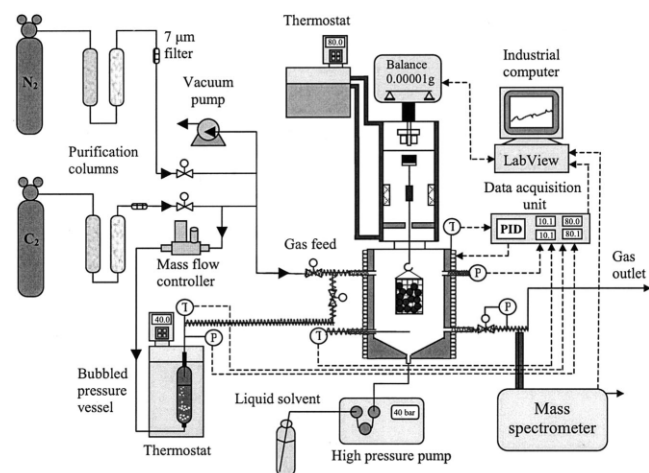 7 µm
filter
Thermostat
80.0
Balance
0.00001g
Industrial
computer
N₂
Vacuum
pump
LabView
Purification
columns
Data acquisition
unit
C₂
PID
10.1
80.0
10.1
80.1
T
Gas feed
Mass flow
controller
P
Gas
outlet
P
T
40.0
P
T
Bubbled
pressure
vessel
Liquid solvent
40 bar
Mass
spectrometer
Thermostat
High pressure pump